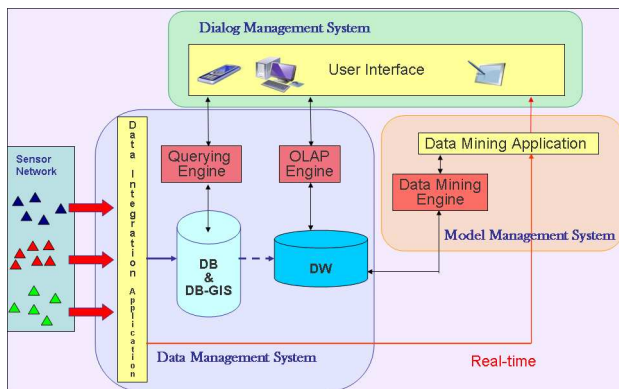 Dialog Management System
User Interface
Sensor
Network
Data Integration Application
Querying
Engine
OLAP
Engine
Data Mining Application
Data Mining
Engine
Model Management System
DB
&
DB-GIS
DW
Data Management System
Real-time